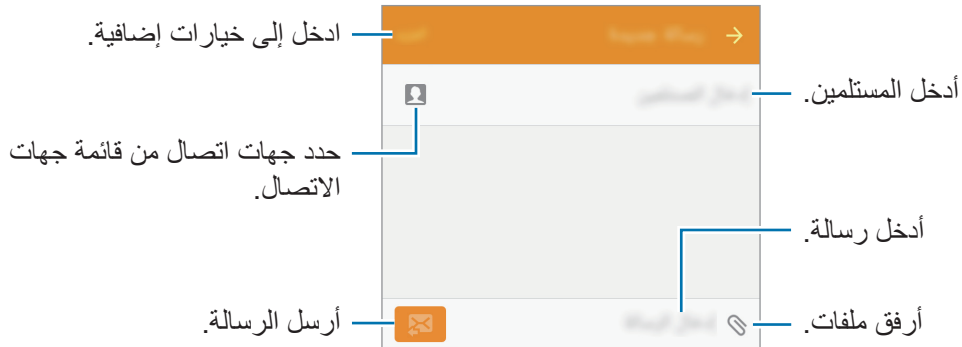 ادخل إلى خيارات إضافية.
أدخل المستلمين.
حدد جهات اتصال من قائمة جهات
الاتصال.
أدخل رسالة.
أرفق ملفات.
أرسل الرسالة.